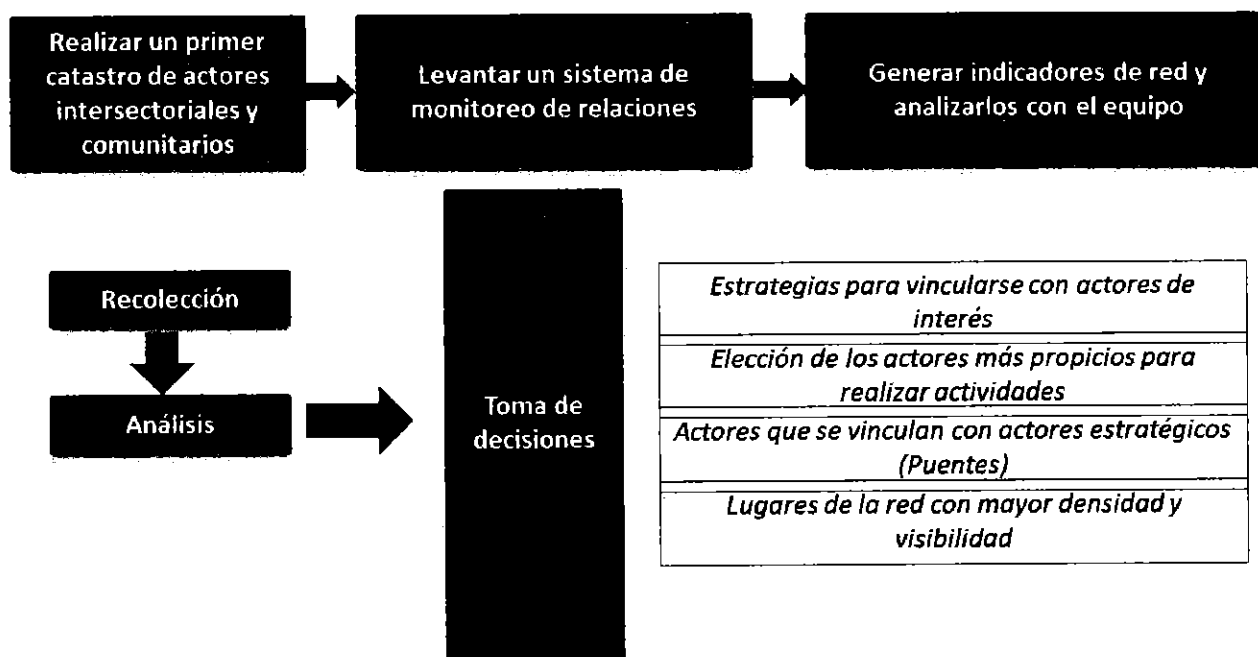 Realizar un primer
catastro de actores
intersectoriales y
comunitarios
Levantar un sistema de
monitoreo de relaciones
Generar indicadores de red y
analizarlos con el equipo
Recolección
Análisis
Toma de
decisiones
Estrategias para vincularse con actores de
interés
Elección de los actores más propicios para
realizar actividades
Actores que se vinculan con actores estratégicos
(Puentes)
Lugares de la red con mayor densidad y
visibilidad